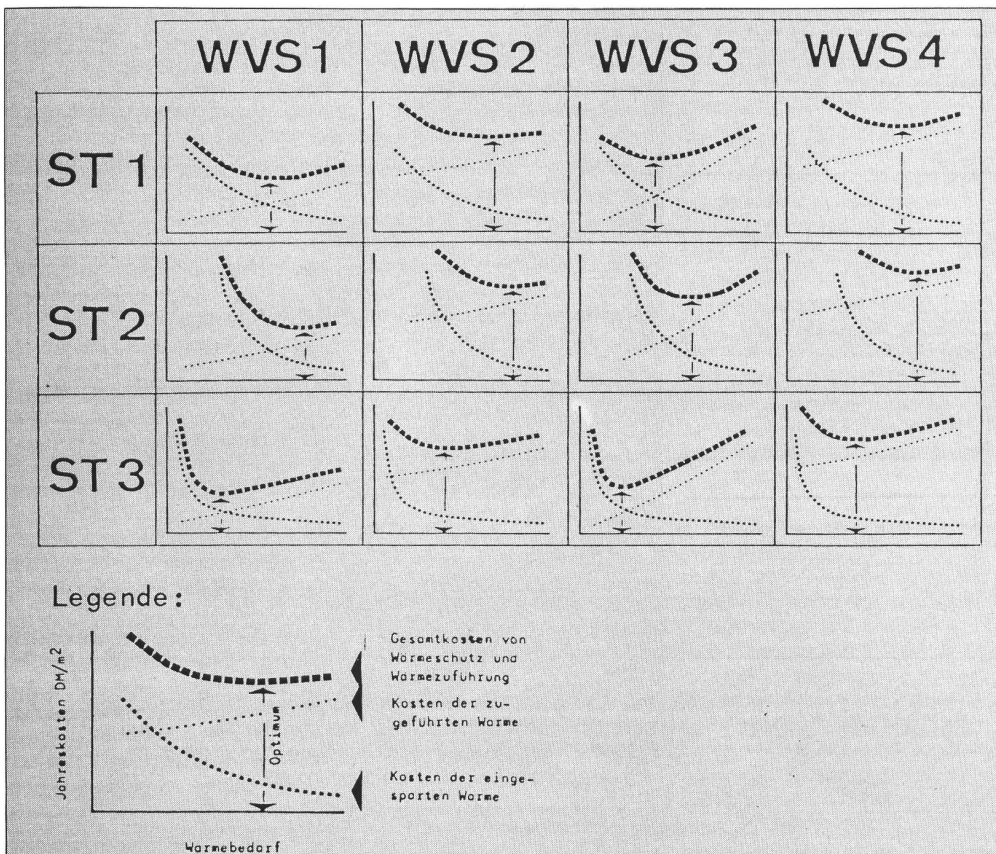 WVS 1 WVS 2 WVS 3 WVS 4
ST 1
ST 2
ST 3
Legende:
Jahreskosten DM/m²
Optimum
Gesamtkosten von
Wärmeschutz und
Wärmezuführung
Kosten der zu-
geführten Wärme
Kosten der einge-
sparten Wärme
Wärmebedarf